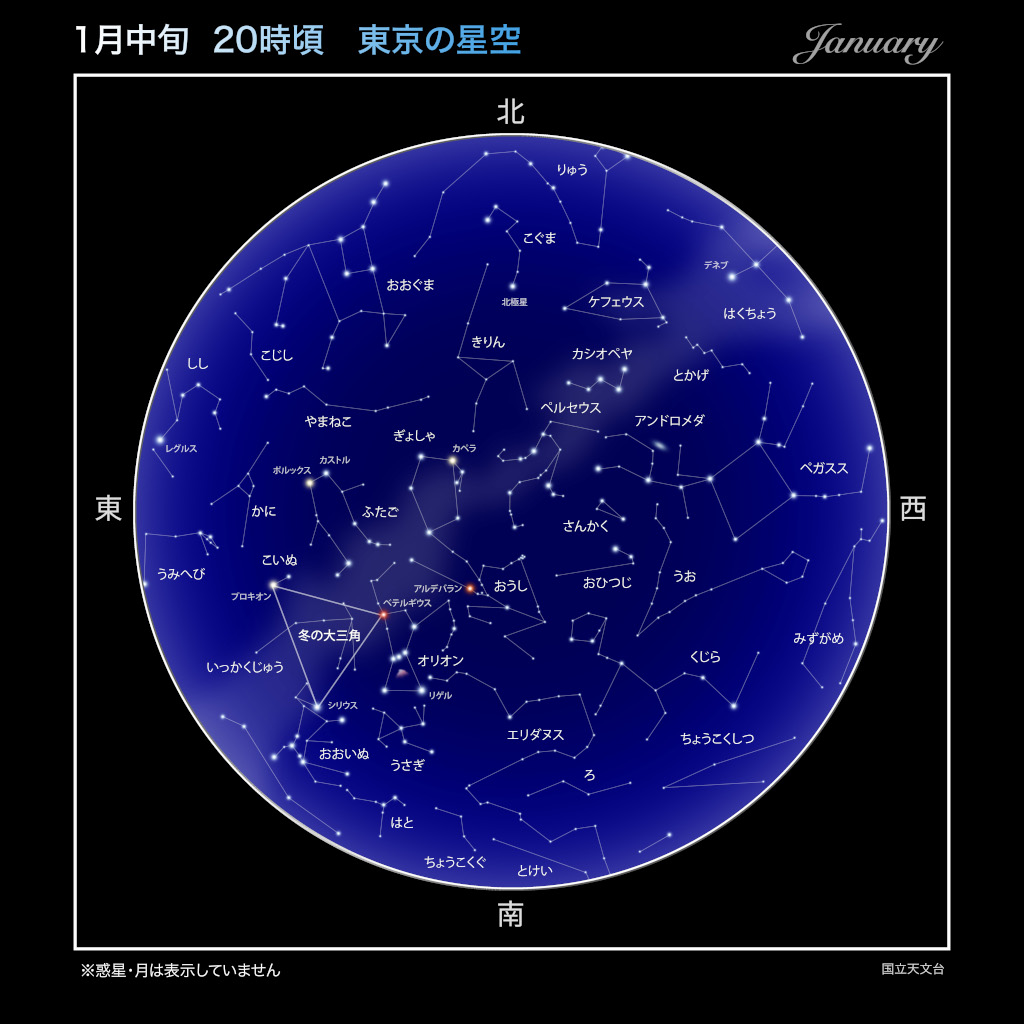 1月中旬 20時頃 東京の星空
January
北
りゅう
こぐま
デネブ
おおぐま
北極星
ケフェウス
はくちょう
きりん
カシオペヤ
こじし
しし
とかげ
ペルセウス
やまねこ
アンドロメダ
ぎょしゃ
カペラ
レグルス
カストル
ポルックス
ペガスス
東
かに
ふたご
さんかく
西
こいぬ
うみへび
アルデバラン
おうし
おひつじ
うお
プロキオン
ベテルギウス
冬の大三角
みずがめ
いっかくじゅう
オリオン
くじら
リゲル
シリウス
エリダヌス
ちょうこくしつ
おおいぬ
うさぎ
ろ
はと
ちょうこくぐ
とけい
南
※惑星・月は表示していません
国立天文台